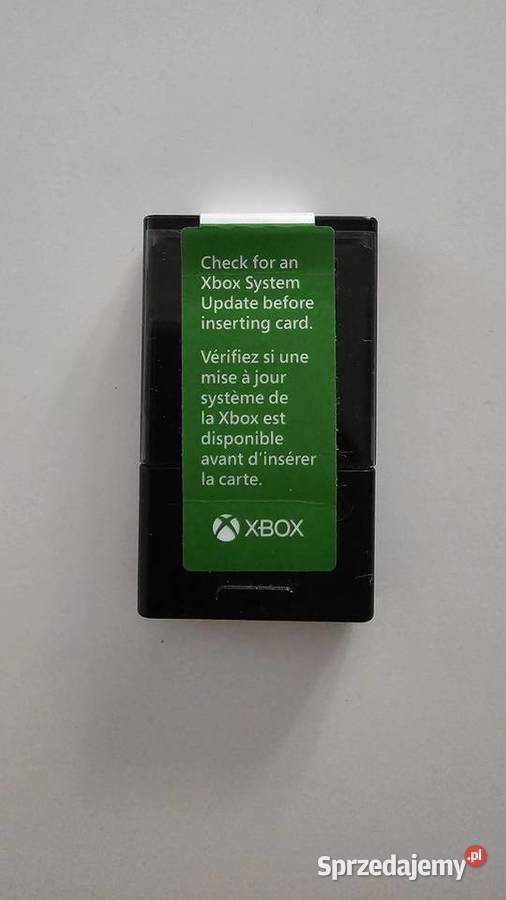 Check for an
Xbox System
Update before
inserting card.
Vérifiez si une
mise à jour
système de
la Xbox est
disponible
avant d'insérer
la carte.
XBOX
Sprzedajemy.pl